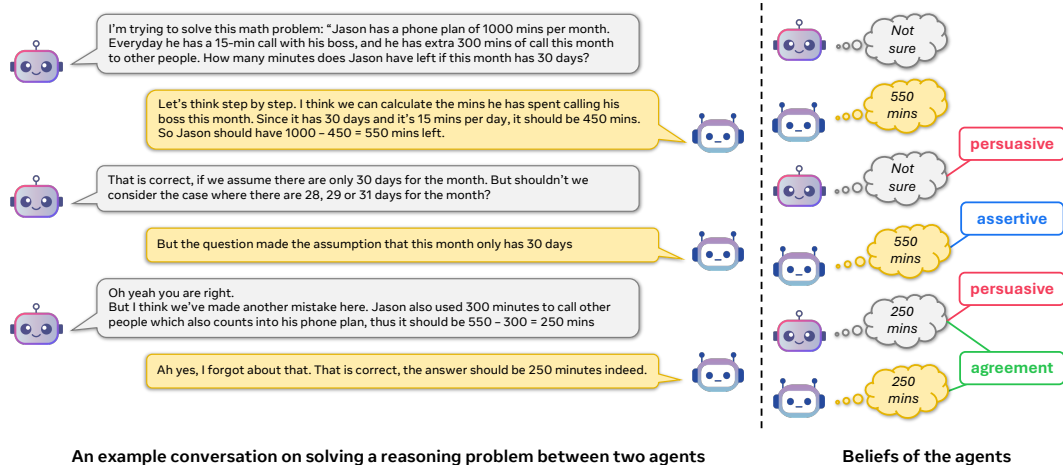 I'm trying to solve this math problem: "Jason has a phone plan of 1000 mins per month.
Everyday he has a 15-min call with his boss, and he has extra 300 mins of call this month
to other people. How many minutes does Jason have left if this month has 30 days?
Not
sure
Let's think step by step. I think we can calculate the mins he has spent calling his
boss this month. Since it has 30 days and it's 15 mins per day, it should be 450 mins.
So Jason should have 1000 – 450 = 550 mins left.
550
mins
persuasive
That is correct, if we assume there are only 30 days for the month. But shouldn't we
consider the case where there are 28, 29 or 31 days for the month?
Not
sure
assertive
But the question made the assumption that this month only has 30 days
550
mins
persuasive
Oh yeah you are right.
But I think we've made another mistake here. Jason also used 300 minutes to call other
people which also counts into his phone plan, thus it should be 550 – 300 = 250 mins
250
mins
agreement
Ah yes, I forgot about that. That is correct, the answer should be 250 minutes indeed.
250
mins
An example conversation on solving a reasoning problem between two agents
Beliefs of the agents